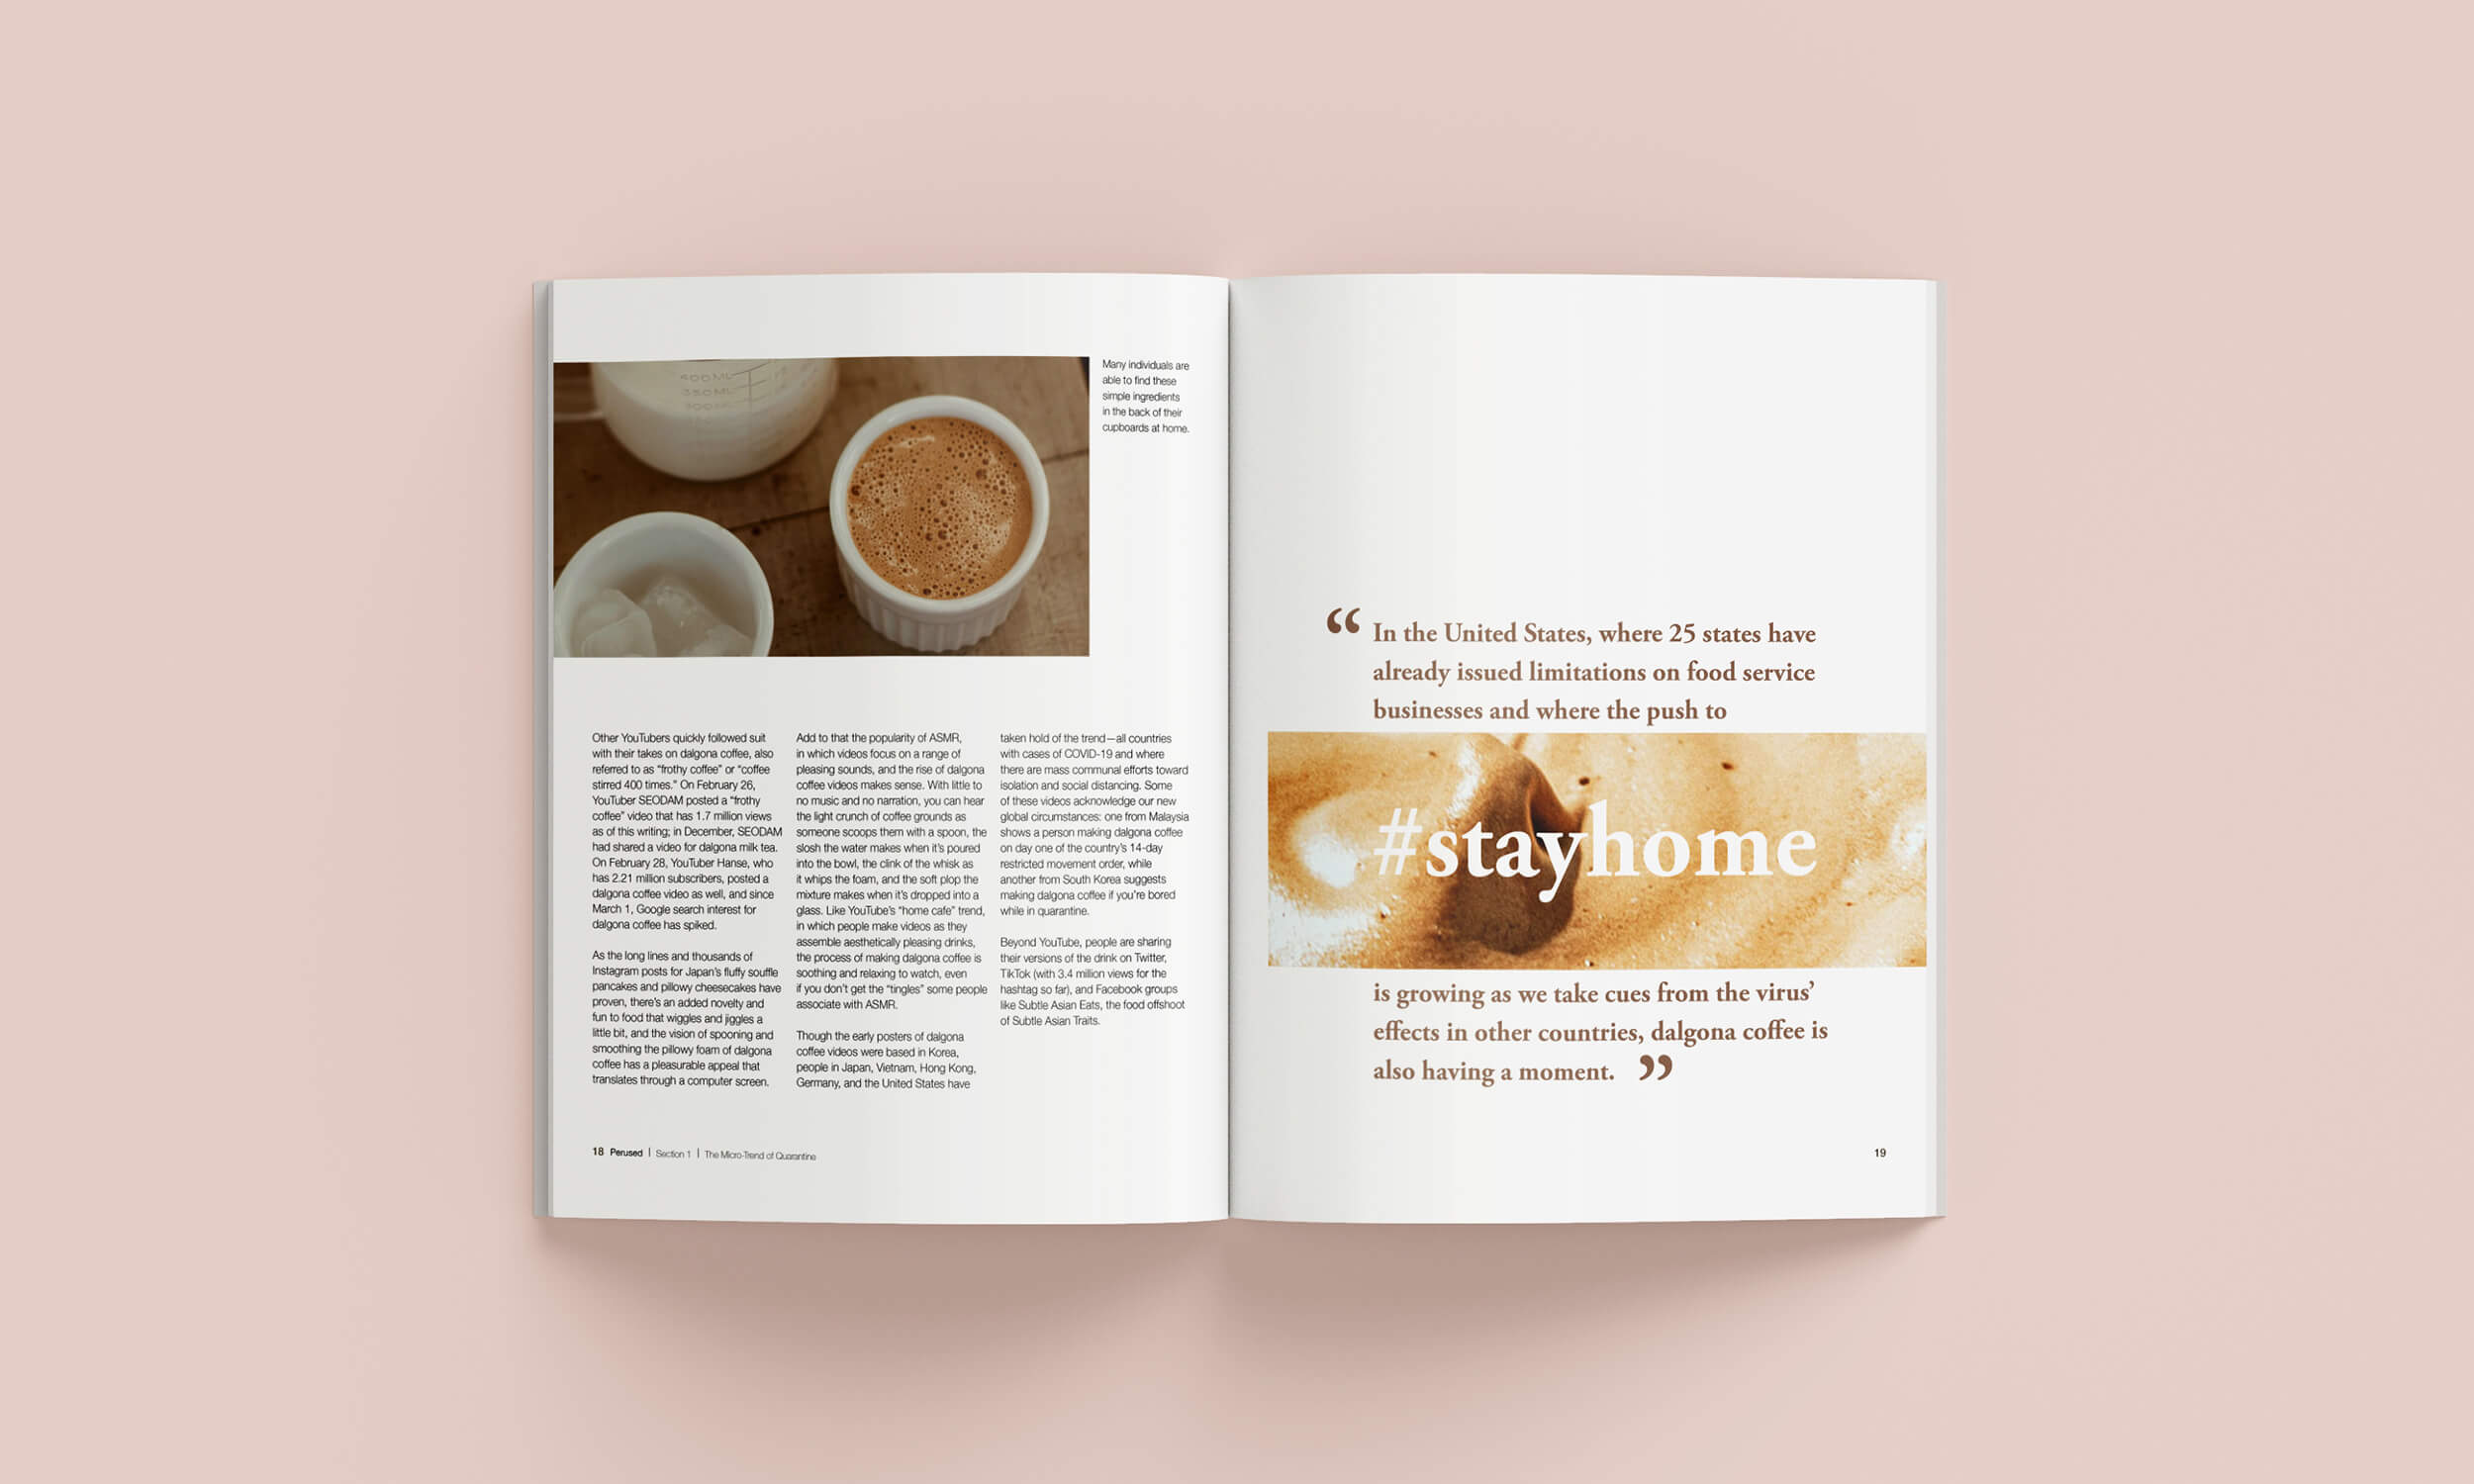 400ML
350ML
300ML
Many individuals are
able to find these
simple ingredients
in the back of their
cupboards at home.
Other YouTubers quickly followed suit
with their takes on dalgona coffee, also
referred to as “frothy coffee” or “coffee
stirred 400 times.” On February 26,
YouTuber SEODAM posted a “frothy
coffee” video that has 1.7 million views
as of this writing; in December, SEODAM
had shared a video for dalgona milk tea.
On February 28, YouTuber Hanse, who
has 2.21 million subscribers, posted a
dalgona coffee video as well, and since
March 1, Google search interest for
dalgona coffee has spiked.
As the long lines and thousands of
Instagram posts for Japan’s fluffy souffle
pancakes and pillowy cheesecakes have
proven, there’s an added novelty and
fun to food that wiggles and jiggles a
little bit, and the vision of spooning and
smoothing the pillowy foam of dalgona
coffee has a pleasurable appeal that
translates through a computer screen.
Add to that the popularity of ASMR,
in which videos focus on a range of
pleasing sounds, and the rise of dalgona
coffee videos makes sense. With little to
no music and no narration, you can hear
the light crunch of coffee grounds as
someone scoops them with a spoon, the
slosh the water makes when it’s poured
into the bowl, the clink of the whisk as
it whips the foam, and the soft plop the
mixture makes when it’s dropped into a
glass. Like YouTube’s “home cafe” trend,
in which people make videos as they
assemble aesthetically pleasing drinks,
the process of making dalgona coffee is
soothing and relaxing to watch, even
if you don’t get the “tingles” some people
associate with ASMR.
Though the early posters of dalgona
coffee videos were based in Korea,
people in Japan, Vietnam, Hong Kong,
Germany, and the United States have
taken hold of the trend—all countries
with cases of COVID-19 and where
there are mass communal efforts toward
isolation and social distancing. Some
of these videos acknowledge our new
global circumstances: one from Malaysia
shows a person making dalgona coffee
on day one of the country’s 14-day
restricted movement order, while
another from South Korea suggests
making dalgona coffee if you’re bored
while in quarantine.
Beyond YouTube, people are sharing
their versions of the drink on Twitter,
TikTok (with 3.4 million views for the
hashtag so far), and Facebook groups
like Subtle Asian Eats, the food offshoot
of Subtle Asian Traits.
18 Perused | Section 1 | The Micro-Trend of Quarantine
“ In the United States, where 25 states have
already issued limitations on food service
businesses and where the push to
#stayhome
is growing as we take cues from the virus’
effects in other countries, dalgona coffee is
also having a moment. ”
19